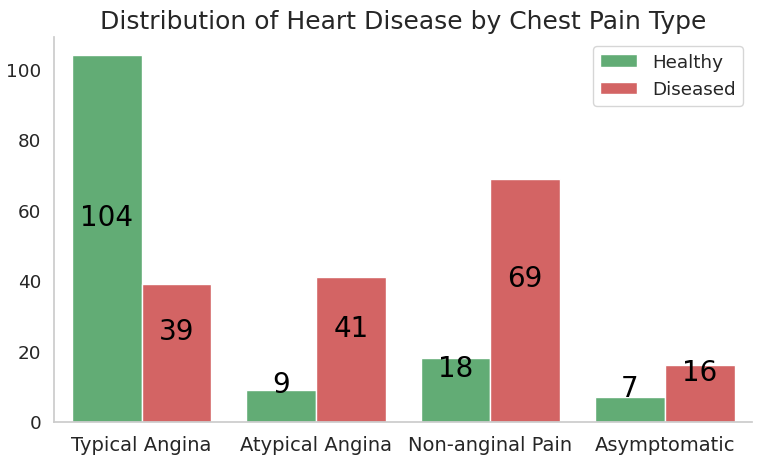 Distribution of Heart Disease by Chest Pain Type
Healthy
Diseased
100
80
60
40
20
0
104
39
9
41
18
69
7
16
Typical Angina
Atypical Angina
Non-anginal Pain
Asymptomatic